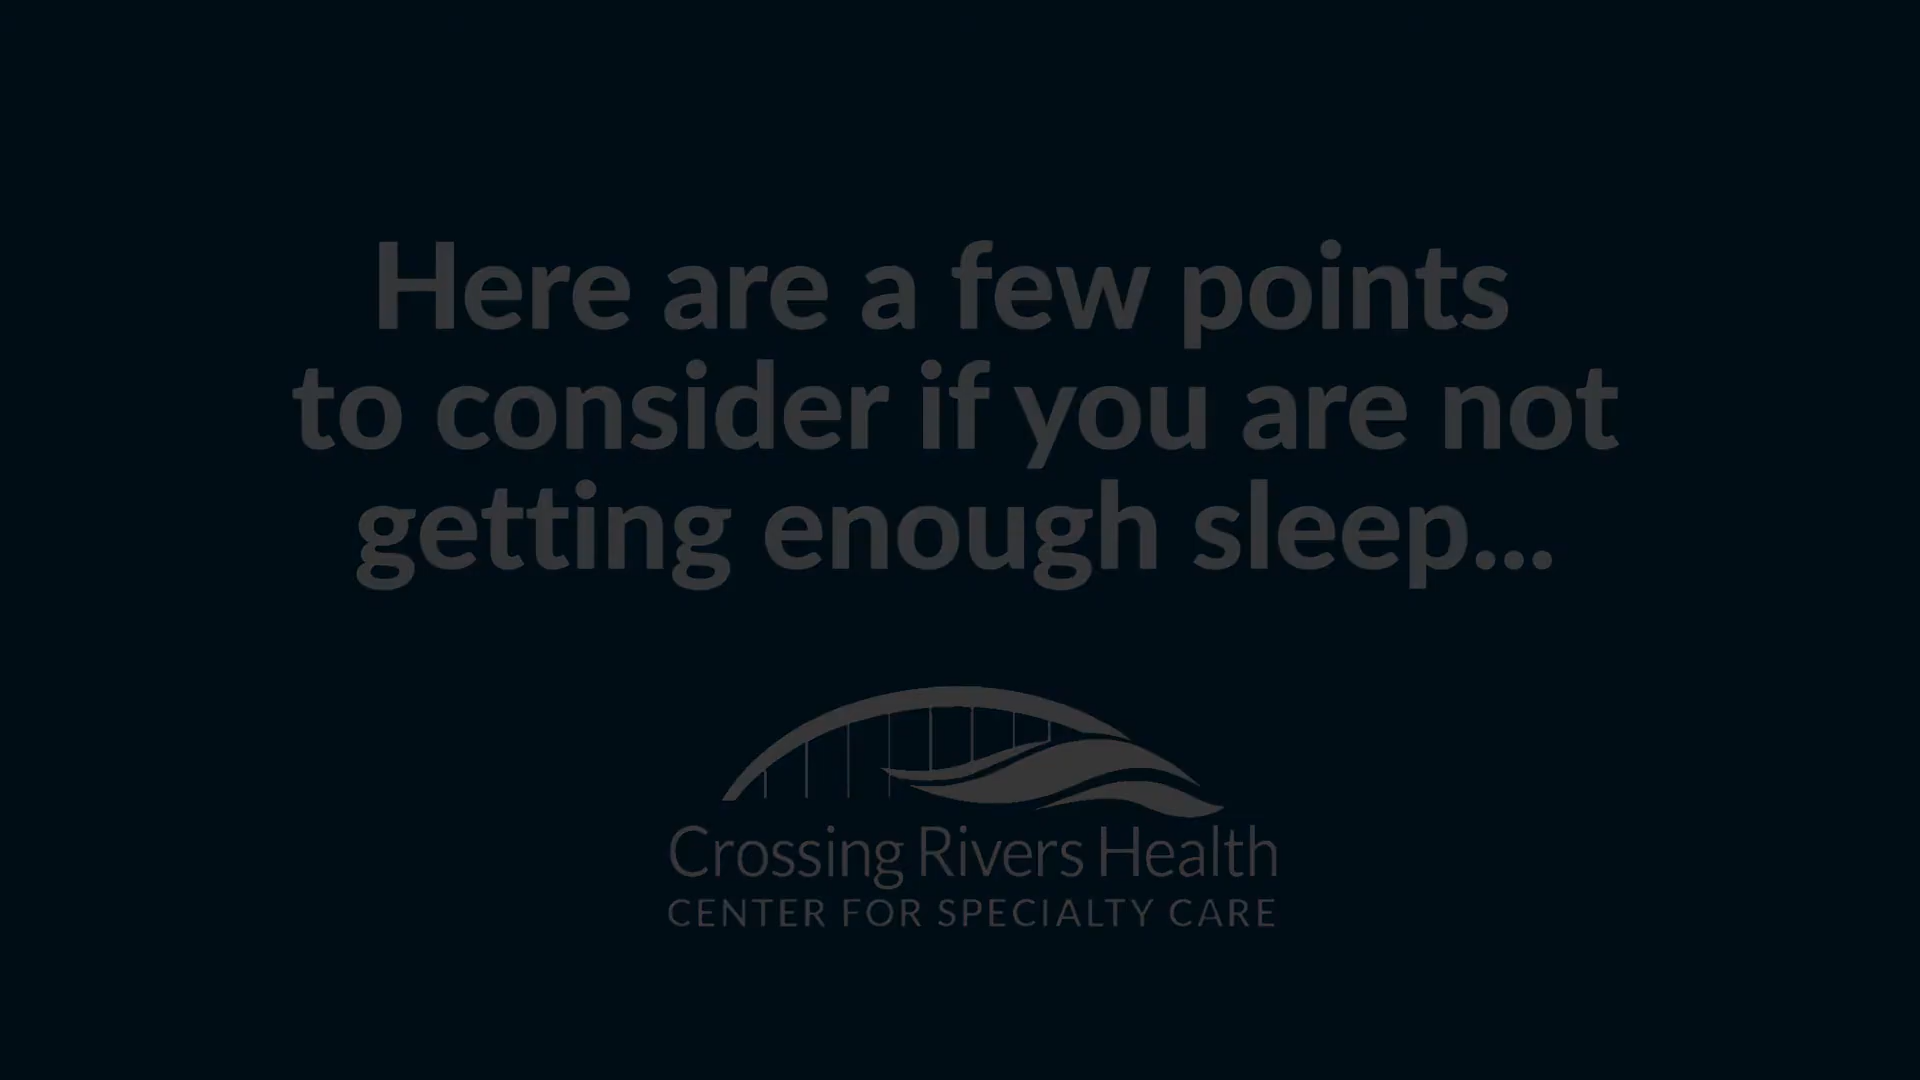 Here are a few points
to consider if you are not
getting enough sleep...
Crossing Rivers Health
CENTER FOR SPECIALTY CARE